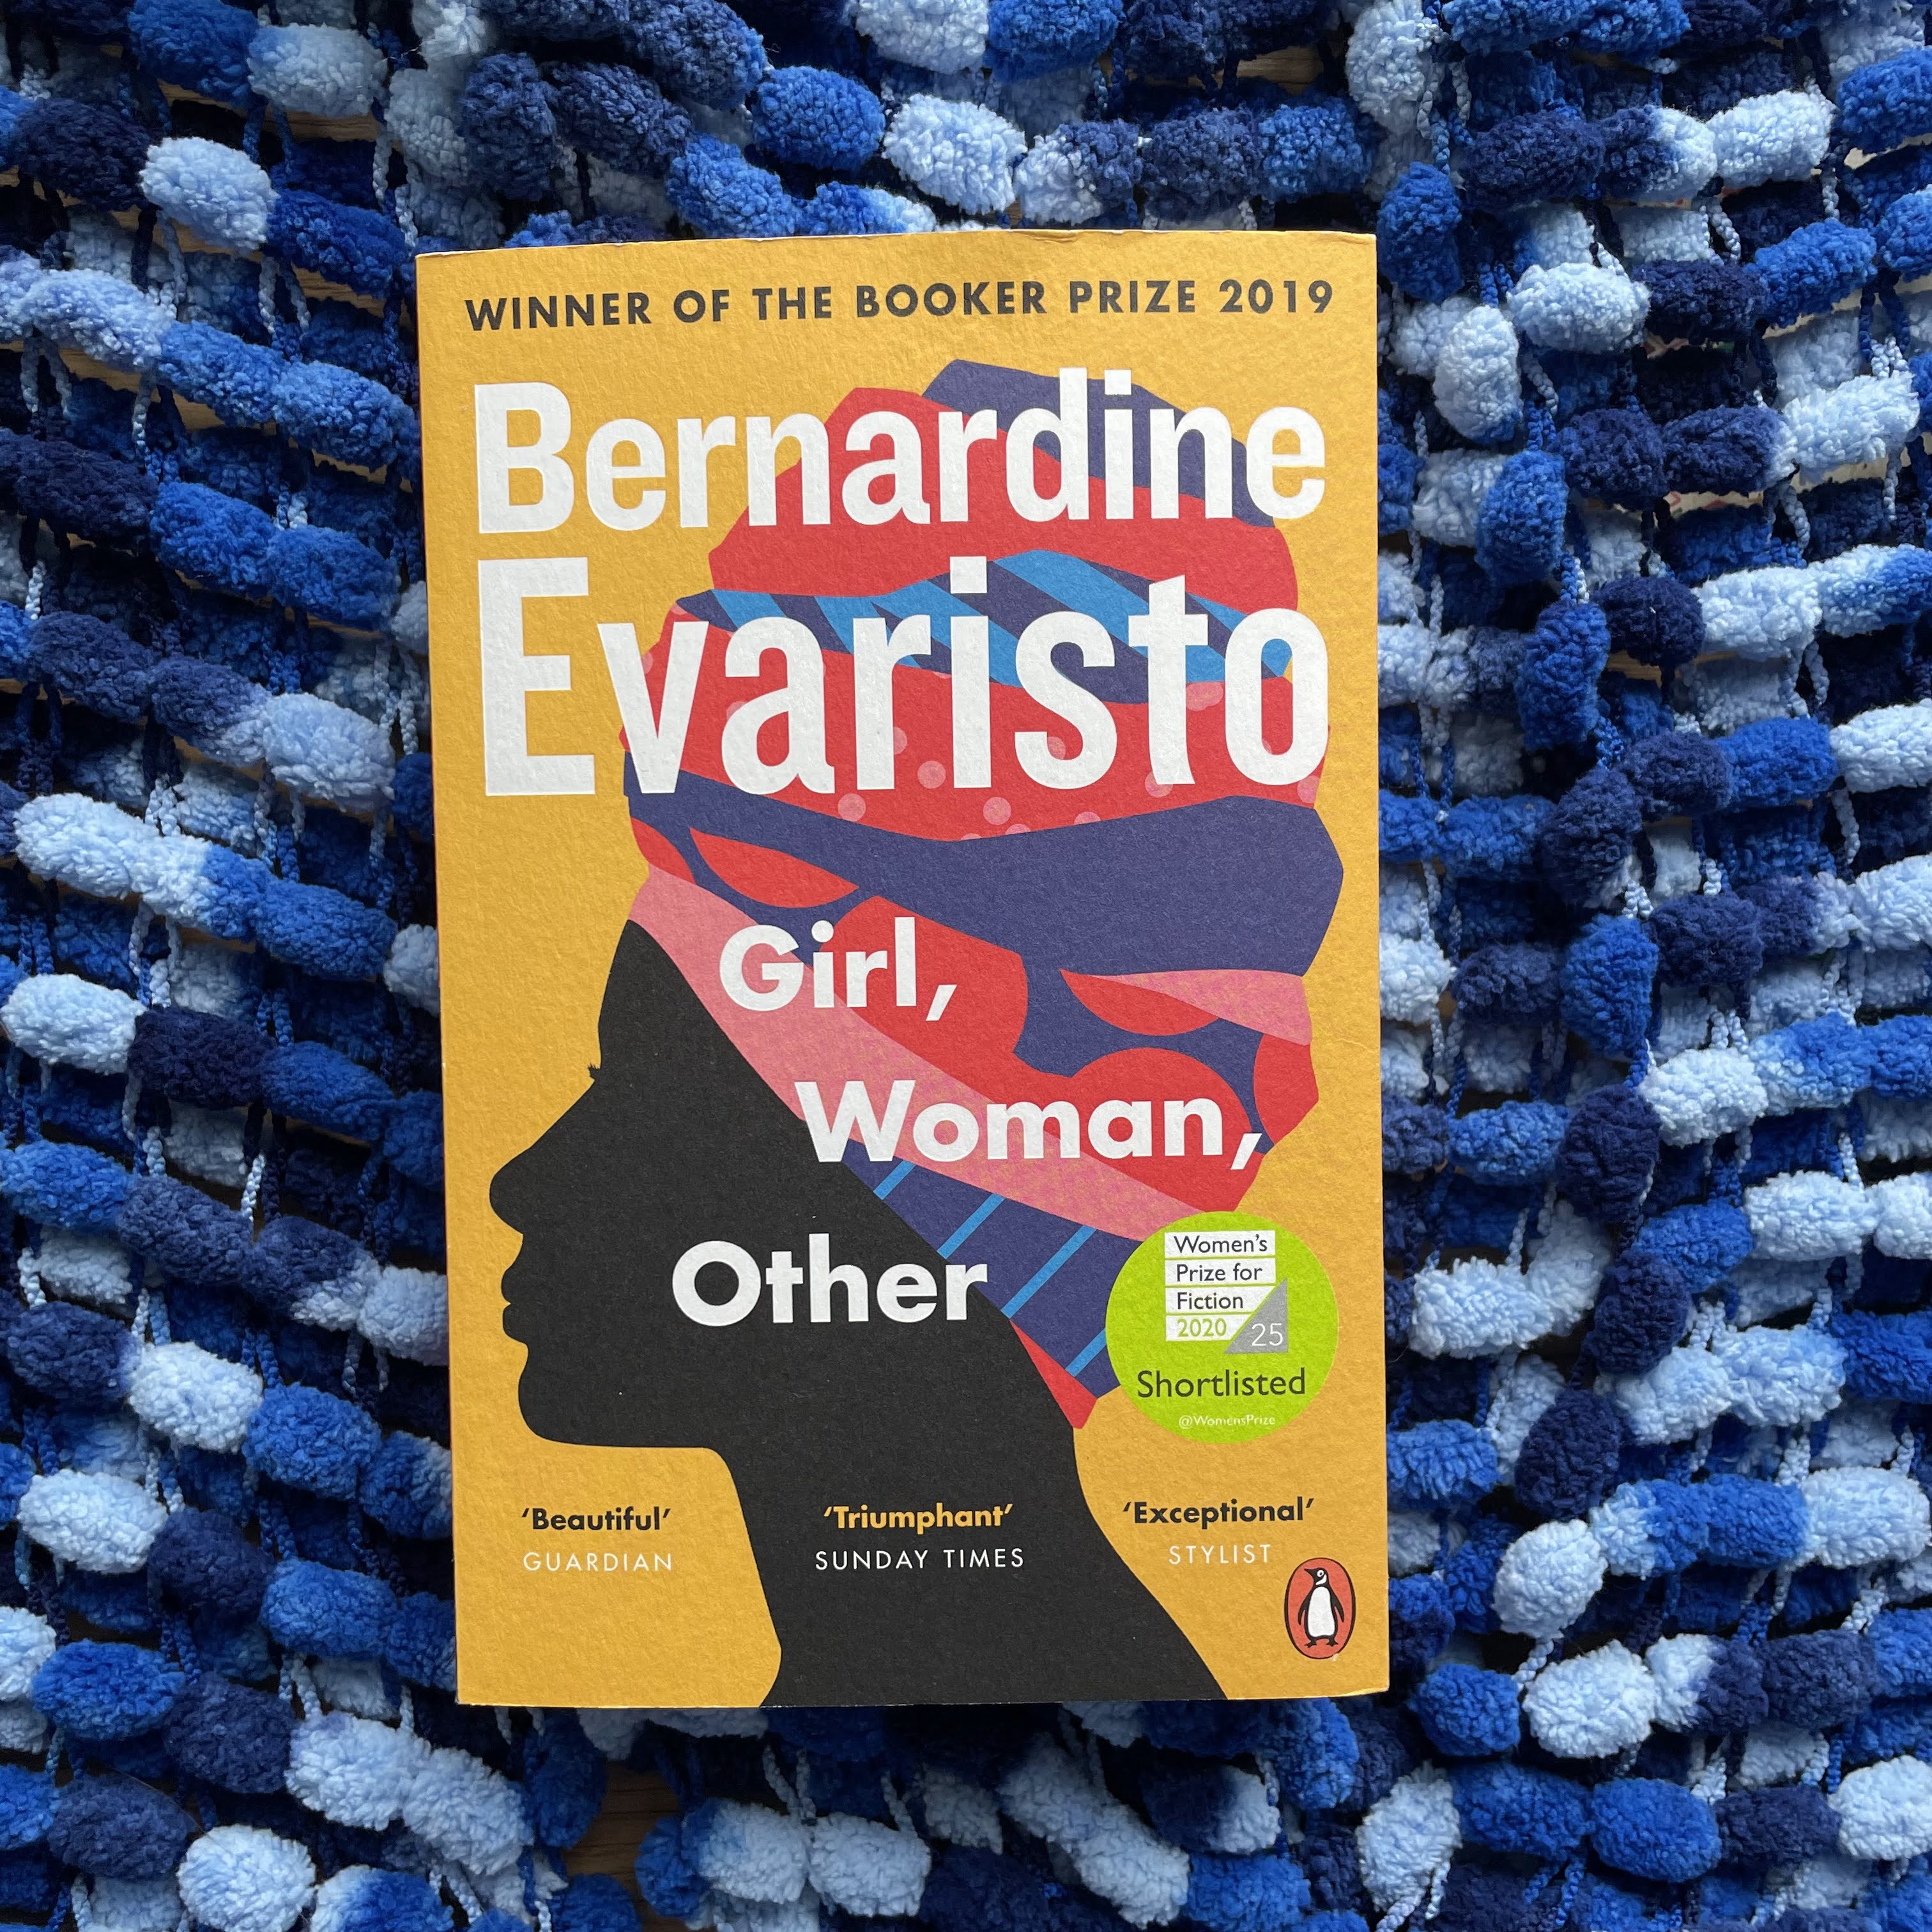 WINNER OF THE BOOKER PRIZE 2019
Bernardine
Evaristo
Girl,
Woman,
Other
Women's
Prize for
Fiction
2020
25
Shortlisted
@WomensPrize
‘Beautiful’
GUARDIAN
‘Triumphant’
SUNDAY TIMES
‘Exceptional’
STYLIST